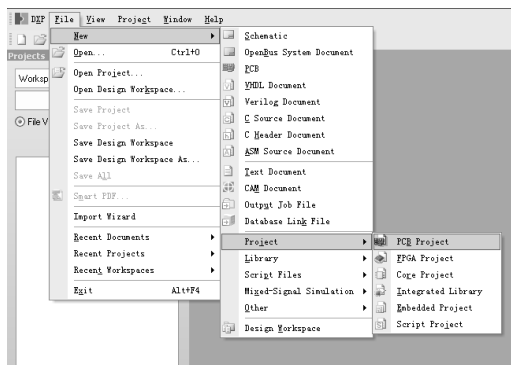 DXP File View Project Window Help
Projects
Worksp
File V
New
Open... Ctrl+O
Open Project...
Open Design Workspace...
Save Project
Save Project As...
Save Design Workspace
Save Design Workspace As...
Save All
Smart PDF...
Import Wizard
Recent Documents
Recent Projects
Recent Workspaces
Exit Alt+F4
Schematic
OpenBus System Document
PCB
VHDL Document
Verilog Document
C Source Document
C Header Document
ASM Source Document
Text Document
CAM Document
Output Job File
Database Link File
Project
Library
Script Files
Mixed-Signal Simulation
Other
Design Workspace
PCB Project
FPGA Project
Core Project
Integrated Library
Embedded Project
Script Project